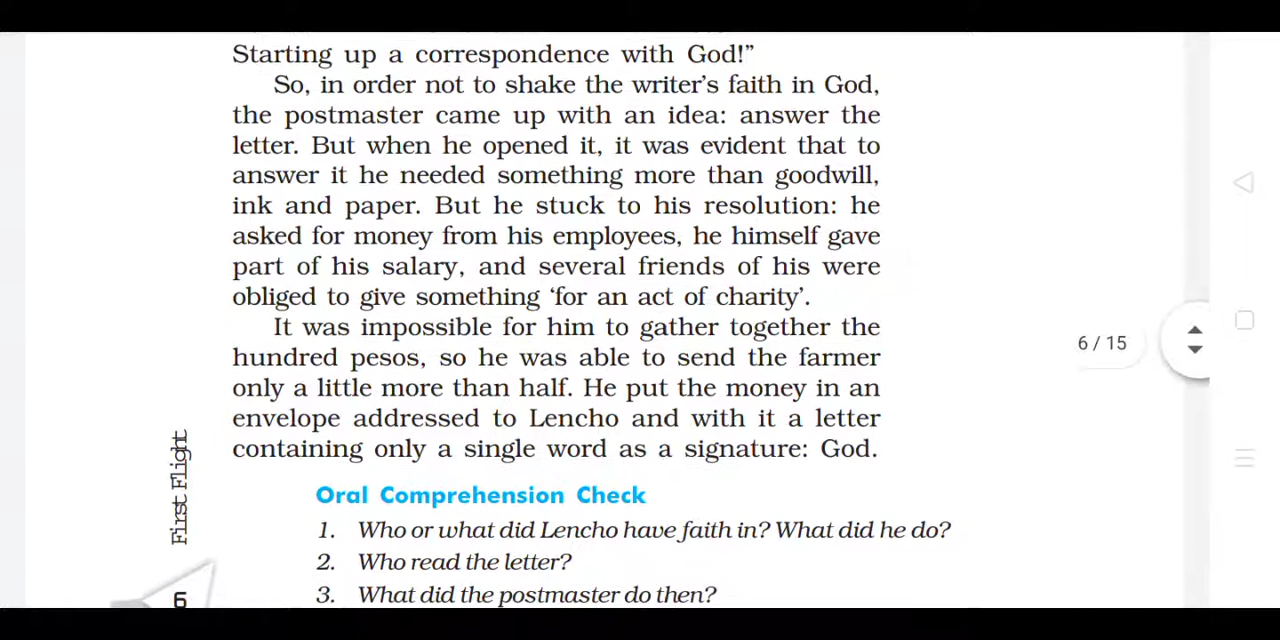 Starting up a correspondence with God!”
So, in order not to shake the writer’s faith in God,
the postmaster came up with an idea: answer the
letter. But when he opened it, it was evident that to
answer it he needed something more than goodwill,
ink and paper. But he stuck to his resolution: he
asked for money from his employees, he himself gave
part of his salary, and several friends of his were
obliged to give something ‘for an act of charity’.
It was impossible for him to gather together the
hundred pesos, so he was able to send the farmer
only a little more than half. He put the money in an
envelope addressed to Lencho and with it a letter
containing only a single word as a signature: God.
Oral Comprehension Check
1. Who or what did Lencho have faith in? What did he do?
2. Who read the letter?
3. What did the postmaster do then?
First Flight
6
6 / 15